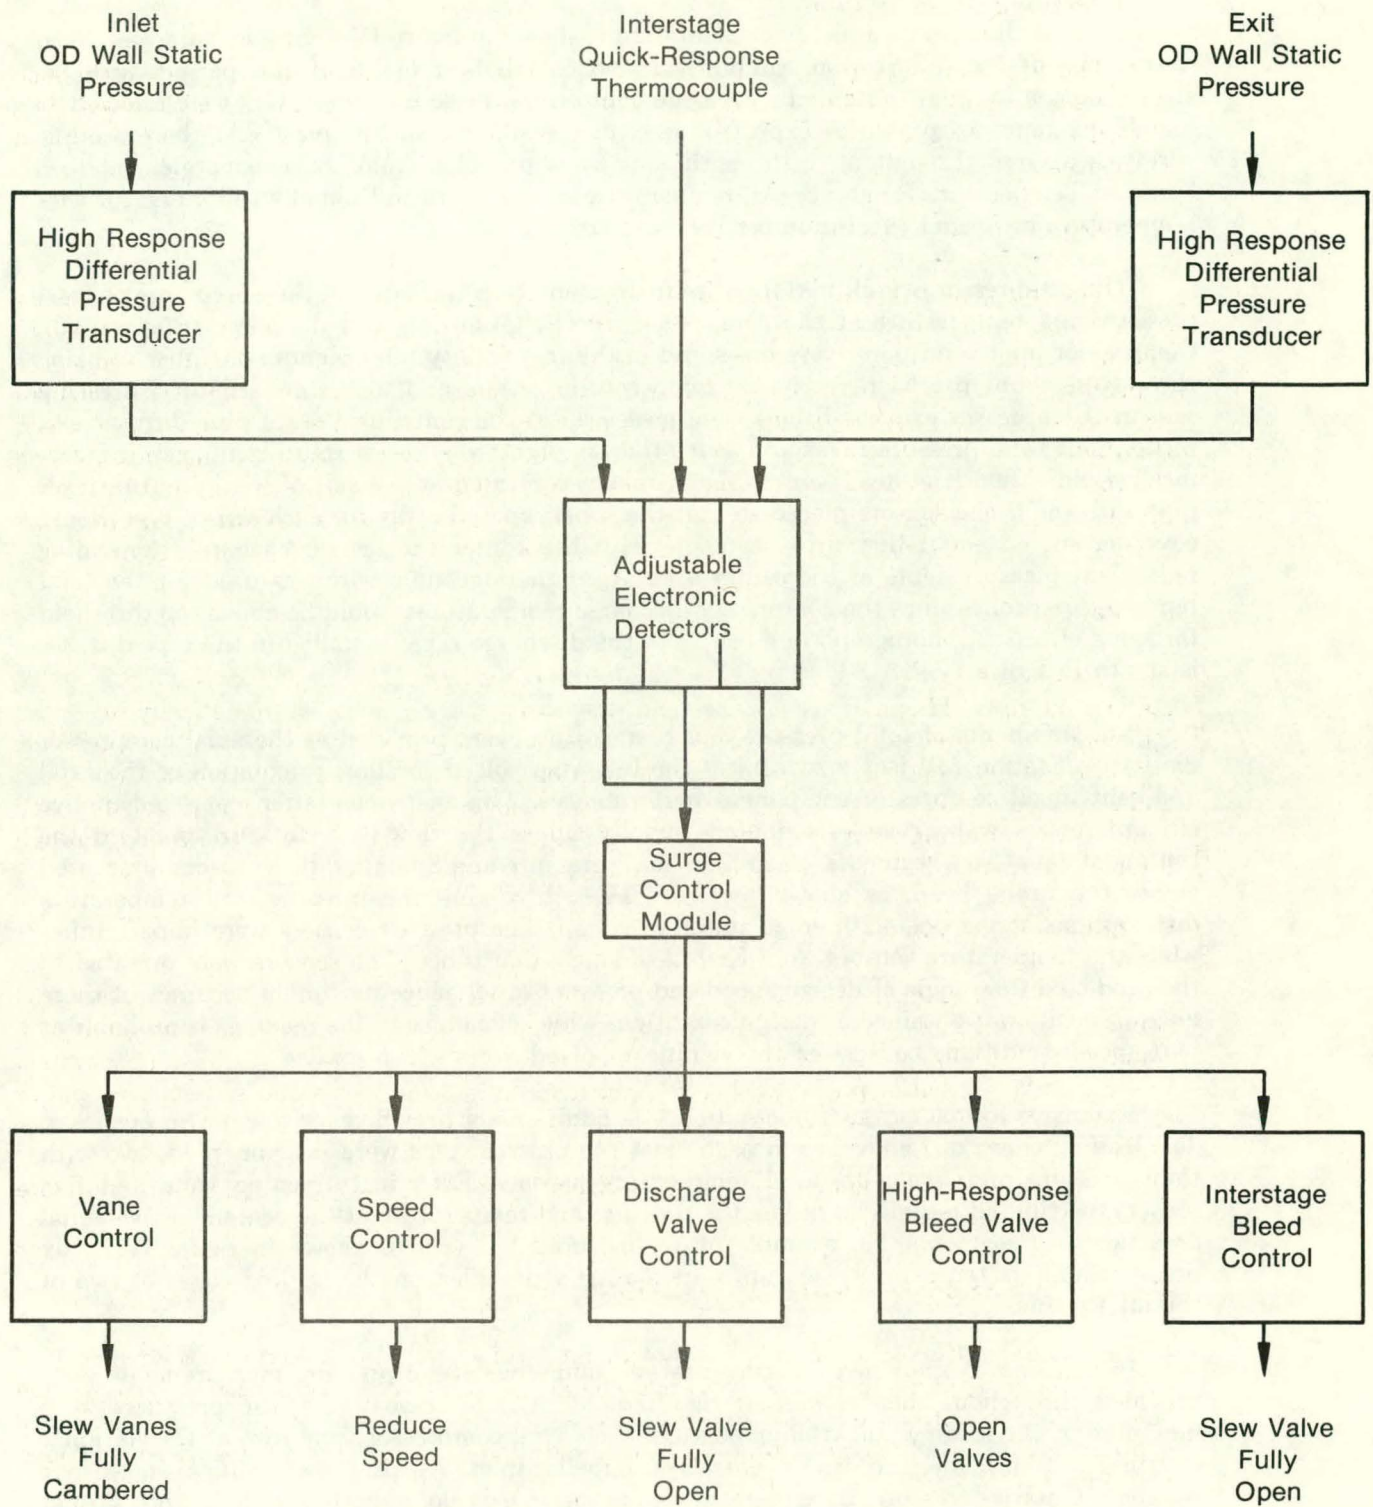 Inlet
OD Wall Static
Pressure
Interstage
Quick-Response
Thermocouple
Exit
OD Wall Static
Pressure
High Response
Differential
Pressure
Transducer
High Response
Differential
Pressure
Transducer
Adjustable
Electronic
Detectors
Surge
Control
Module
Vane
Control
Speed
Control
Discharge
Valve
Control
High-Response
Bleed Valve
Control
Interstage
Bleed
Control
Slew Vanes
Fully
Cambered
Reduce
Speed
Slew Valve
Fully
Open
Open
Valves
Slew Valve
Fully
Open